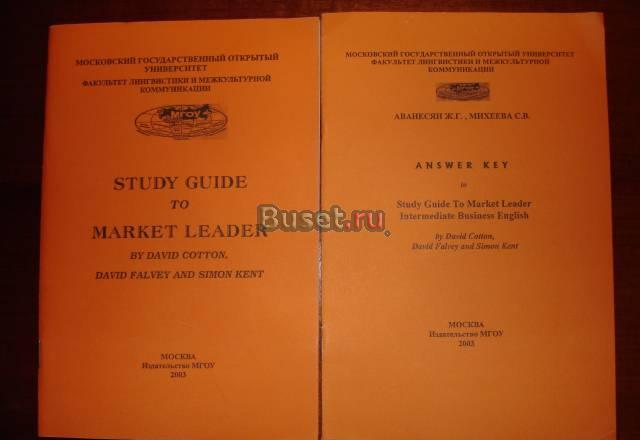 МОСКОВСКИЙ ГОСУДАРСТВЕННЫЙ ОТКРЫТЫЙ
УНИВЕРСИТЕТ
ФАКУЛЬТЕТ ЛИНГВИСТИКИ И МЕЖКУЛЬТУРНОЙ
КОММУНИКАЦИИ
МГОУ
STUDY GUIDE
TO
MARKET LEADER
BY DAVID COTTON,
DAVID FALVEY AND SIMON KENT
МОСКВА
Издательство МГОУ
2003
МОСКОВСКИЙ ГОСУДАРСТВЕННЫЙ ОТКРЫТЫЙ УНИВЕРСИТЕТ
ФАКУЛЬТЕТ ЛИНГВИСТИКИ И МЕЖКУЛЬТУРНОЙ
КОММУНИКАЦИИ
АВАНЕСЯН Ж.Г. , МИХЕЕВА С.В.
ANSWER KEY
to
Study Guide To Market Leader
Intermediate Business English
by David Cotton,
David Falvey and Simon Kent
МОСКВА
Издательство МГОУ
2003
Buset.ru